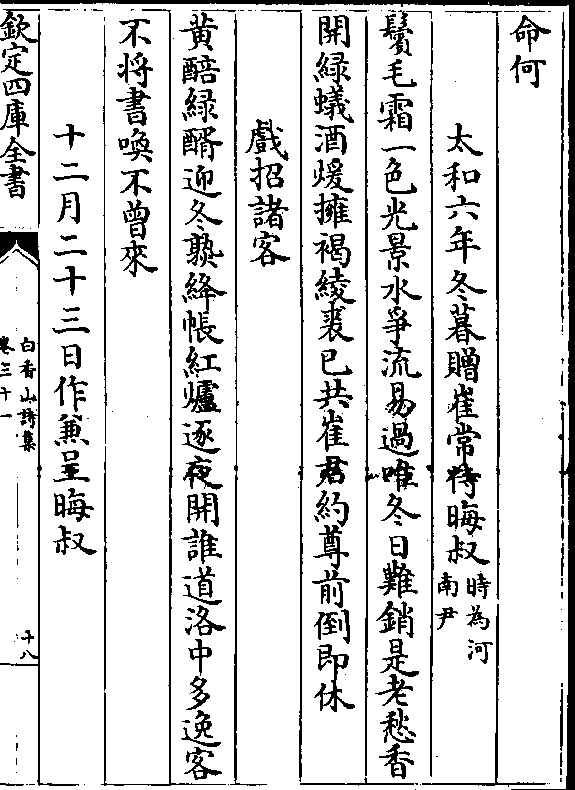 命何
太和六年冬暮贈崔常侍晦叔時為河南尹
鬢毛霜一色光景水爭流易過唯冬日難銷是老愁香
開緑蟻酒煖擁褐綾裘已共崔君約尊前倒即休
戲招諸客
黄醅緑醑迎冬熟絳帳紅爐逐夜開誰道洛中多逸客
不将書喚不曾來
十二月二十三日作兼呈晦叔
欽定四庫全書
白香山詩集
卷三十一
十八